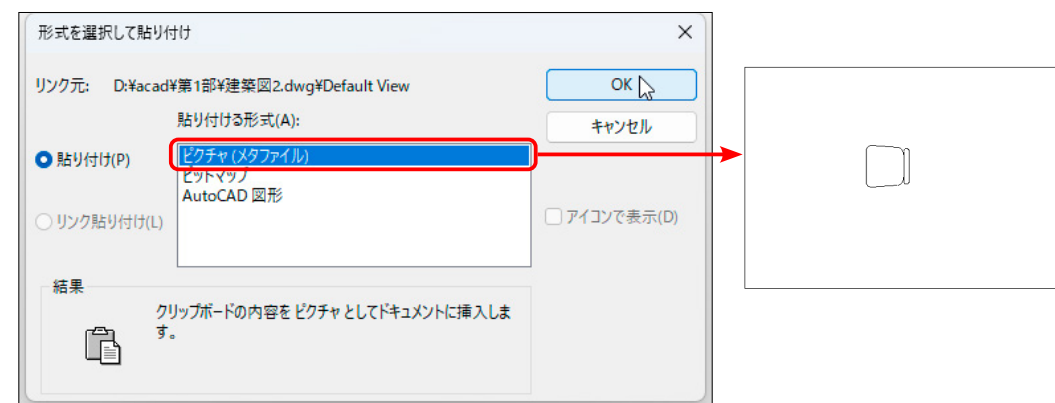 形式を選択して貼り付け
リンク元: D:¥acad¥第1部¥建築図2.dwg¥Default View
OK
貼り付ける形式(A):
キャンセル
貼り付け(P)
ピクチャ (メタファイル)
ビットマップ
AutoCAD 図形
リンク貼り付け(L)
アイコンで表示(D)
結果
クリップボードの内容を ピクチャ としてドキュメントに挿入しま
す。